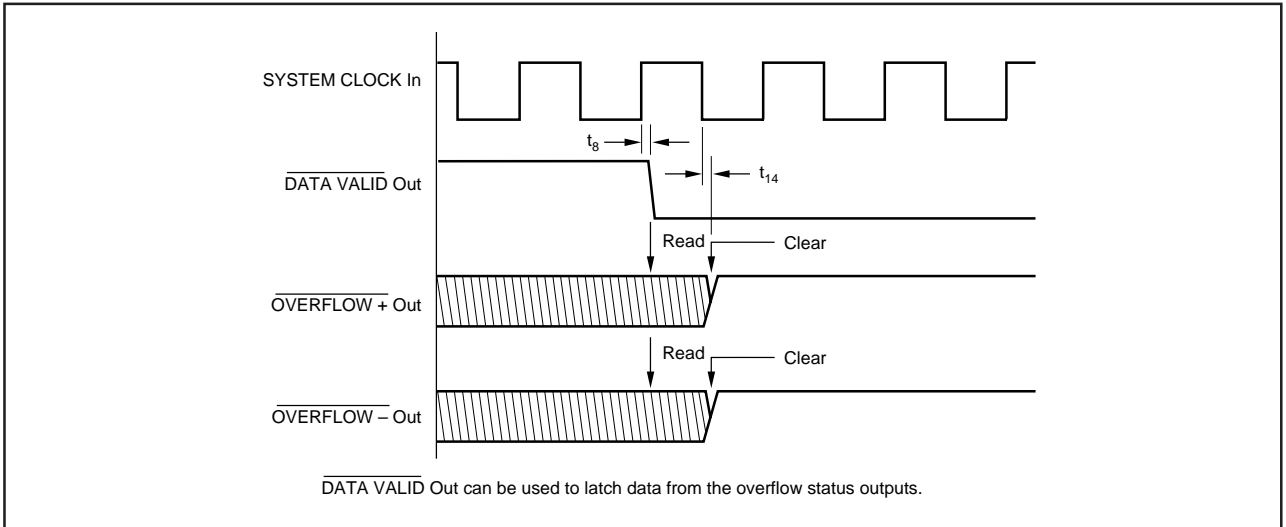 SYSTEM CLOCK In
t8
DATA VALID Out
t14
Read
Clear
OVERFLOW + Out
Read
Clear
OVERFLOW – Out
DATA VALID Out can be used to latch data from the overflow status outputs.